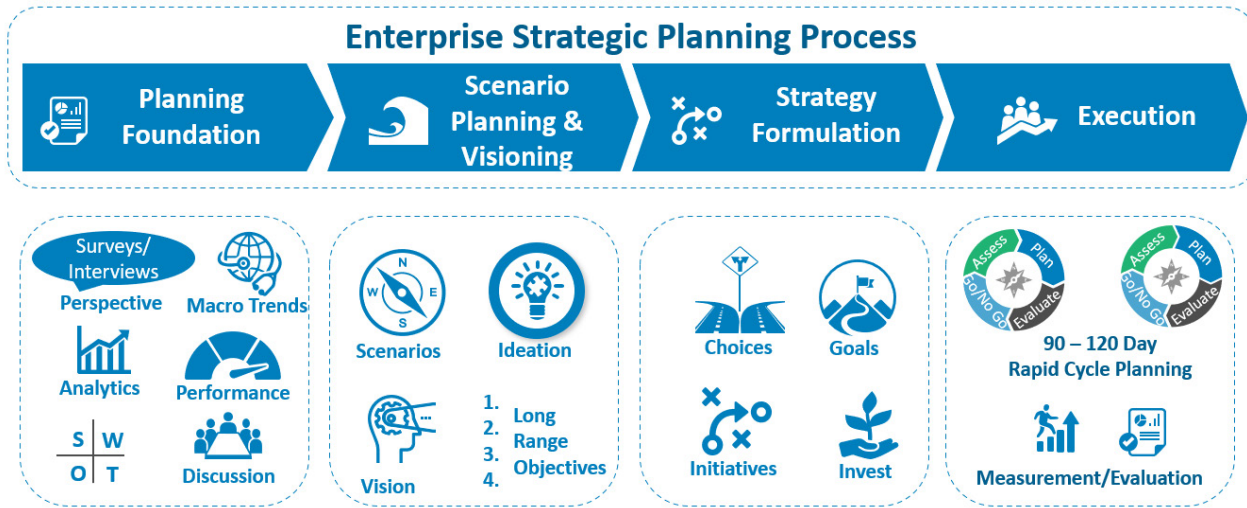 Enterprise Strategic Planning Process
Planning
Foundation
Scenario
Planning &
Visioning
Strategy
Formulation
Execution
Surveys/
Interviews
Perspective
Macro Trends
Analytics
Performance
S W
O T
Discussion
N
W E
S
Scenarios
Ideation
...
Vision
1.
2.
3.
4.
Long
Range
Objectives
Choices
Goals
Initiatives
Invest
Assess
Plan
Go/No Go
Evaluate
Assess
Plan
Go/No Go
Evaluate
90 – 120 Day
Rapid Cycle Planning
Measurement/Evaluation